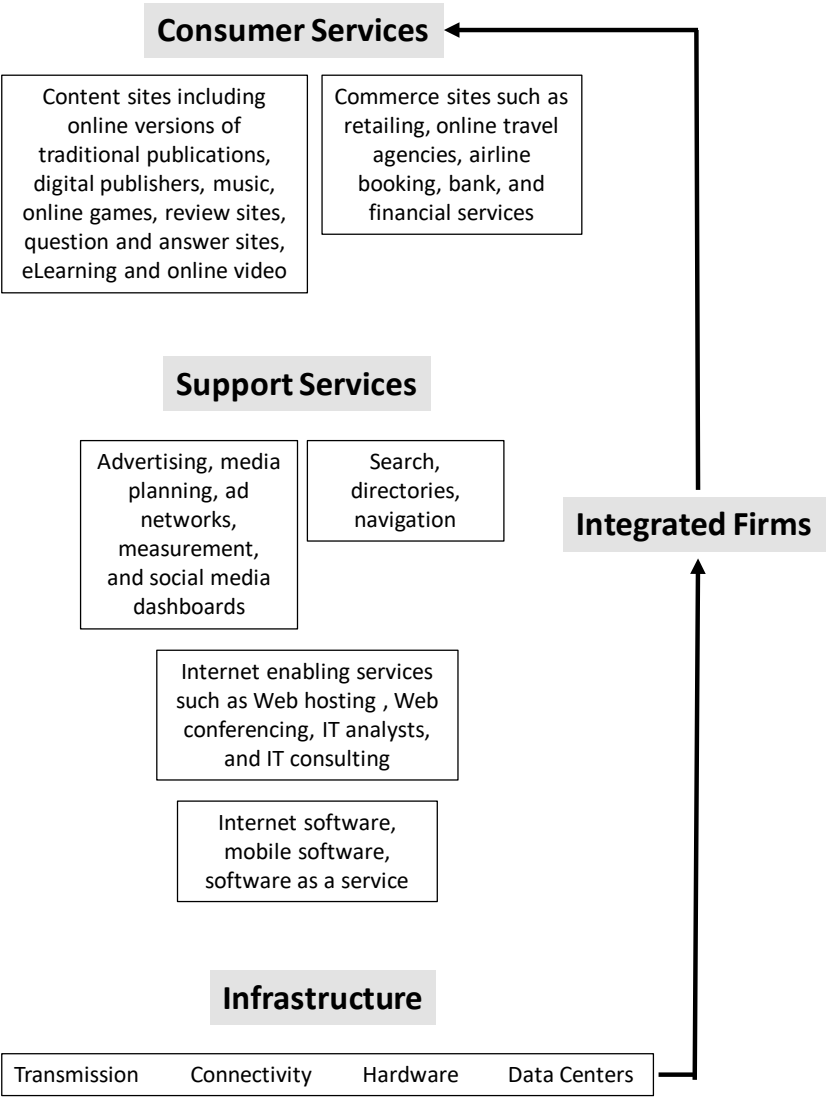 Consumer Services
Content sites including
online versions of
traditional publications,
digital publishers, music,
online games, review sites,
question and answer sites,
eLearning and online video
Commerce sites such as
retailing, online travel
agencies, airline
booking, bank, and
financial services
Support Services
Advertising, media
planning, ad
networks,
measurement,
and social media
dashboards
Search,
directories,
navigation
Integrated Firms
Internet enabling services
such as Web hosting , Web
conferencing, IT analysts,
and IT consulting
Internet software,
mobile software,
software as a service
Infrastructure
Transmission Connectivity Hardware Data Centers